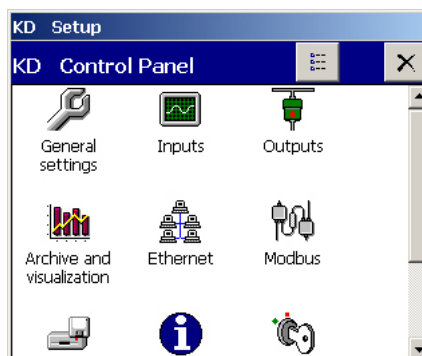 KD Setup
KD Control Panel
General settings
Inputs
Outputs
Archive and visualization
Ethernet
Modbus